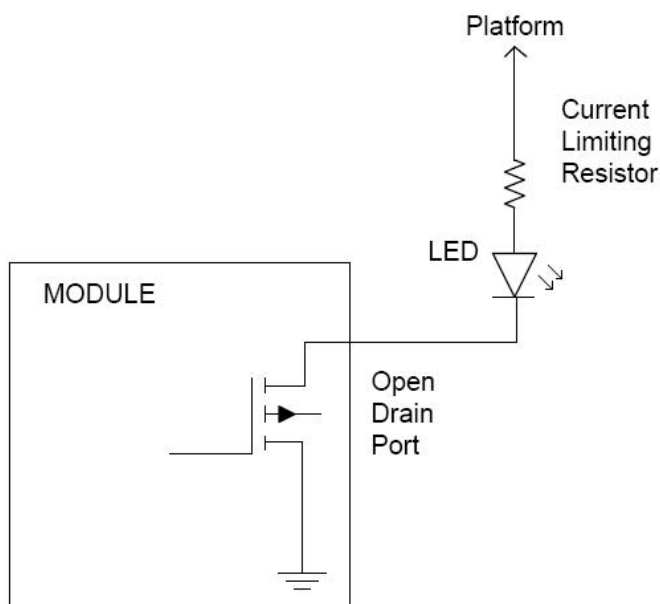 Platform
Current
Limiting
Resistor
LED
MODULE
Open
Drain
Port